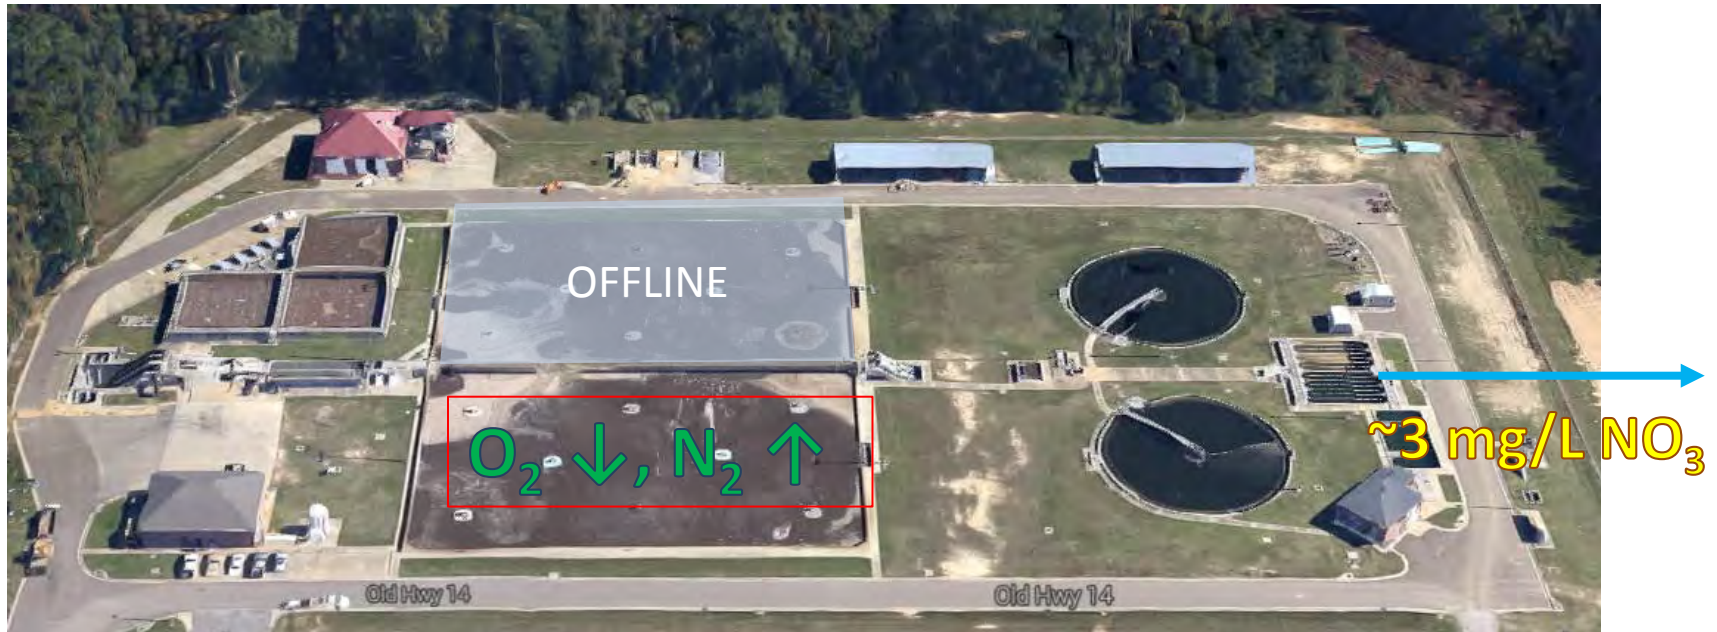 OFFLINE
O₂ ↓, N₂ ↑
~3 mg/L NO₃
Old Hwy 14
Old Hwy 14